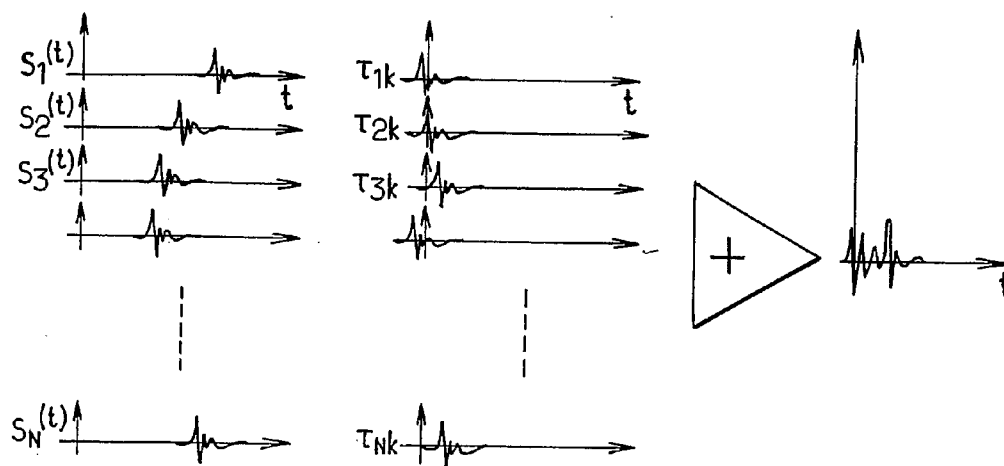 S1(t)
t
τ1k
t
S2(t)
τ2k
S3(t)
τ3k
+
t
SN(t)
τNk